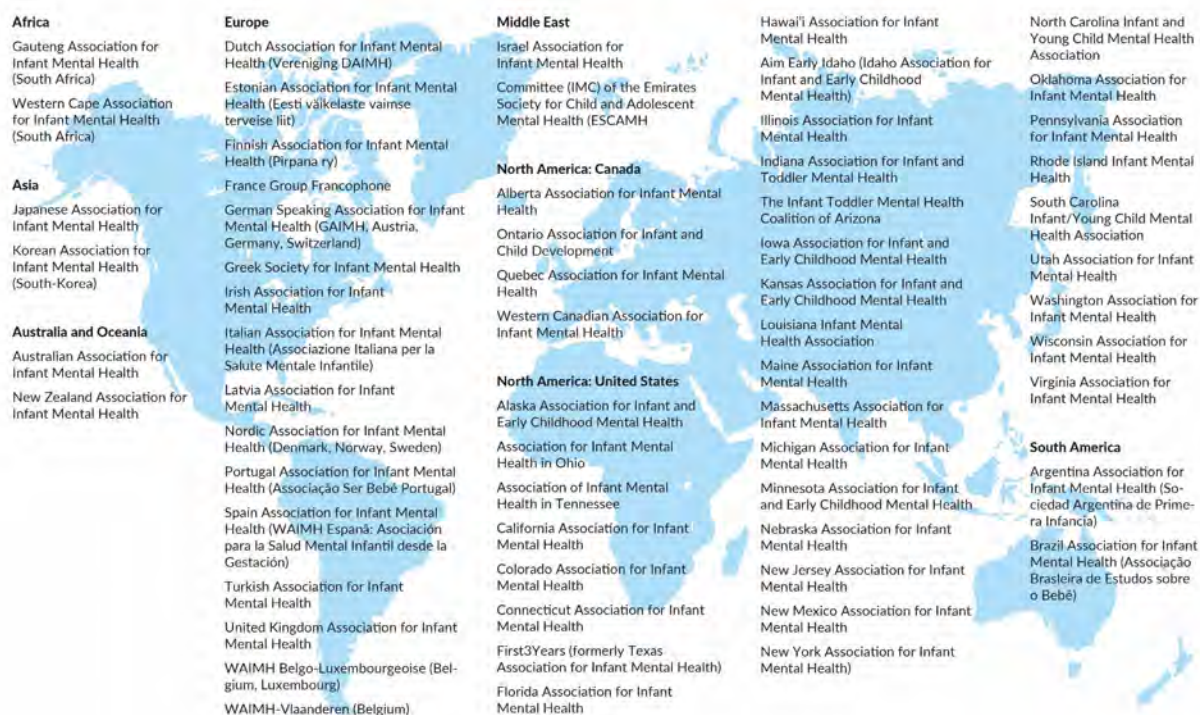 Africa
Gauteng Association for
Infant Mental Health
(South Africa)
Western Cape Association
for Infant Mental Health
(South Africa)
Asia
Japanese Association for
Infant Mental Health
Korean Association for
Infant Mental Health
(South-Korea)
Australia and Oceania
Australian Association for
Infant Mental Health
New Zealand Association for
Infant Mental Health
Europe
Dutch Association for Infant Mental
Health (Vereniging DAIMH)
Estonian Association for Infant Mental
Health (Eesti väikelaste vaimse
terveise liit)
Finnish Association for Infant Mental
Health (Pirpana ry)
France Group Francophone
German Speaking Association for Infant
Mental Health (GAIMH, Austria,
Germany, Switzerland)
Greek Society for Infant Mental Health
Irish Association for Infant
Mental Health
Italian Association for Infant Mental
Health (Associazione Italiana per la
Salute Mentale Infantile)
Latvia Association for Infant
Mental Health
Nordic Association for Infant Mental
Health (Denmark, Norway, Sweden)
Portugal Association for Infant Mental
Health (Associação Ser Bebê Portugal)
Spain Association for Infant Mental
Health (WAIMH Espanã: Asociación
para la Salud Mental Infantil desde la
Gestación)
Turkish Association for Infant
Mental Health
United Kingdom Association for Infant
Mental Health
WAIMH Belgo-Luxembourgeoise (Bel-
gium, Luxembourg)
WAIMH-Vlaanderen (Belgium)
Middle East
Israel Association for
Infant Mental Health
Committee (IMC) of the Emirates
Society for Child and Adolescent
Mental Health (ESCAMH
North America: Canada
Alberta Association for Infant Mental
Health
Ontario Association for Infant and
Child Development
Quebec Association for Infant Mental
Health
Western Canadian Association for
Infant Mental Health
North America: United States
Alaska Association for Infant and
Early Childhood Mental Health
Association for Infant Mental
Health in Ohio
Association of Infant Mental
Health in Tennessee
California Association for Infant
Mental Health
Colorado Association for Infant
Mental Health
Connecticut Association for Infant
Mental Health
First3Years (formerly Texas
Association for Infant Mental Health)
Florida Association for Infant
Mental Health
Hawai'i Association for Infant
Mental Health
Aim Early Idaho (Idaho Association for
Infant and Early Childhood
Mental Health)
Illinois Association for Infant
Mental Health
Indiana Association for Infant and
Toddler Mental Health
The Infant Toddler Mental Health
Coalition of Arizona
Iowa Association for Infant and
Early Childhood Mental Health
Kansas Association for Infant and
Early Childhood Mental Health
Louisiana Infant Mental
Health Association
Maine Association for Infant
Mental Health
Massachusetts Association for
Infant Mental Health
Michigan Association for Infant
Mental Health
Minnesota Association for Infant
and Early Childhood Mental Health
Nebraska Association for Infant
Mental Health
New Jersey Association for Infant
Mental Health
New Mexico Association for Infant
Mental Health
New York Association for Infant
Mental Health)
North Carolina Infant and
Young Child Mental Health
Association
Oklahoma Association for
Infant Mental Health
Pennsylvania Association
for Infant Mental Health
Rhode Island Infant Mental
Health
South Carolina
Infant/Young Child Mental
Health Association
Utah Association for Infant
Mental Health
Washington Association for
Infant Mental Health
Wisconsin Association for
Infant Mental Health
Virginia Association for
Infant Mental Health
South America
Argentina Association for
Infant Mental Health (So-
ciedad Argentina de Prime-
ra Infancia)
Brazil Association for Infant
Mental Health (Associação
Brasleira de Estudos sobre
o Bebê)